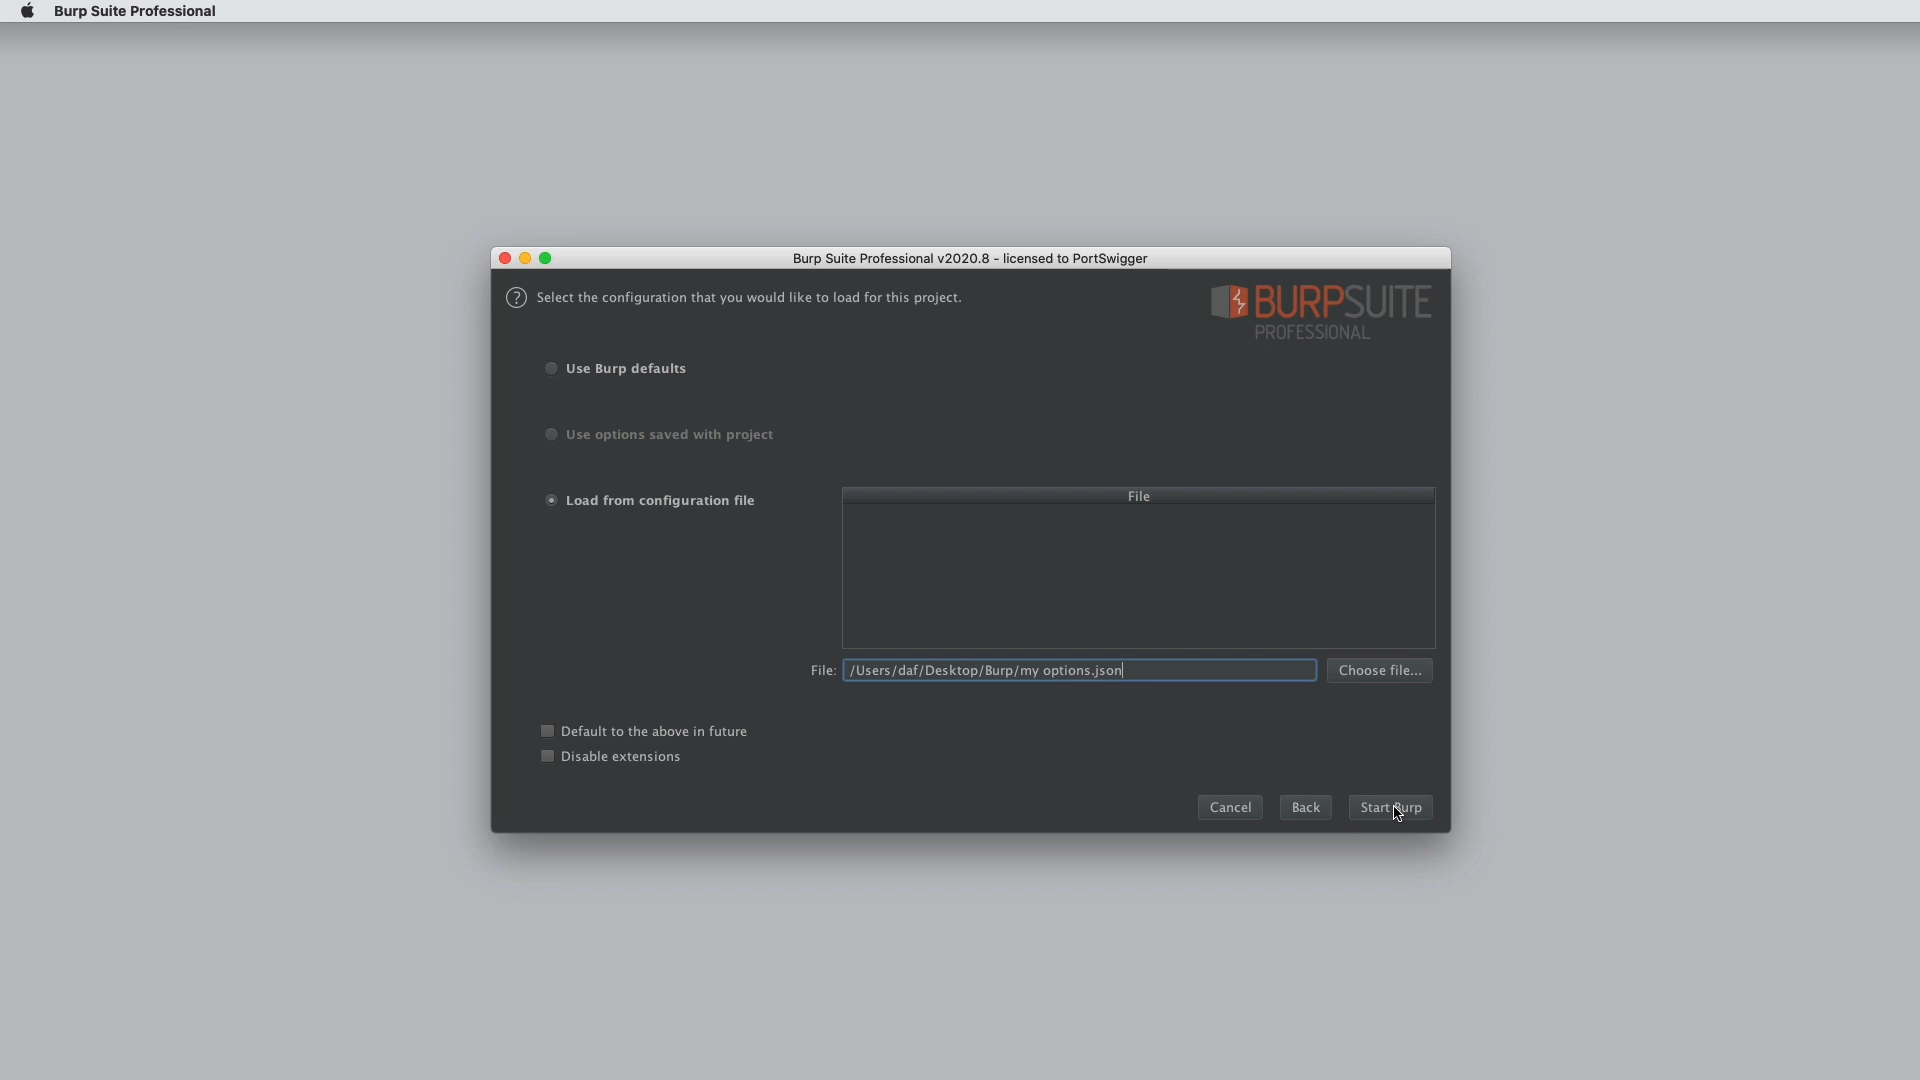 Burp Suite Professional
Burp Suite Professional v2020.8 - licensed to PortSwigger
? Select the configuration that you would like to load for this project.
BURPSUITE
PROFESSIONAL
Use Burp defaults
Use options saved with project
Load from configuration file
File
File: /Users/daf/Desktop/Burp/my options.json Choose file...
Default to the above in future
Disable extensions
Cancel Back Start Burp